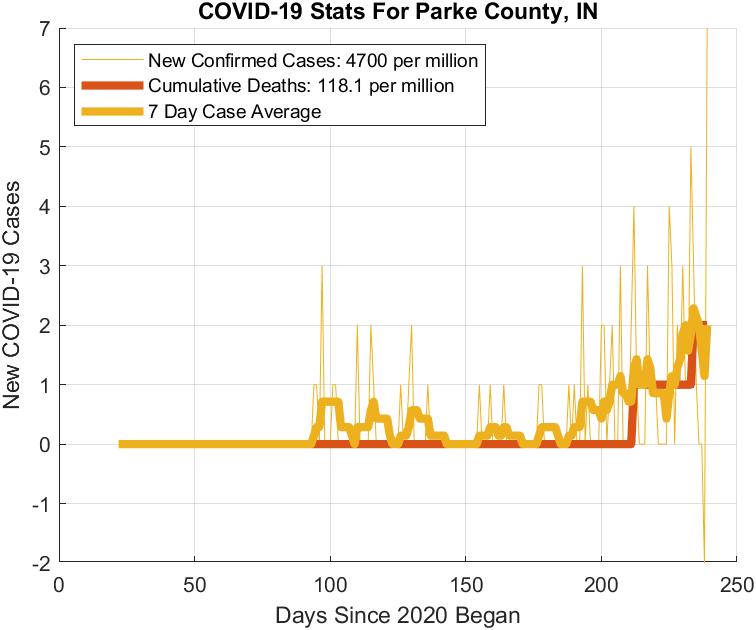 COVID-19 Stats For Parke County, IN
7
New Confirmed Cases: 4700 per million
Cumulative Deaths: 118.1 per million
7 Day Case Average
6
5
4
3
2
1
0
-1
-2
New COVID-19 Cases
0 50 100 150 200 250
Days Since 2020 Began